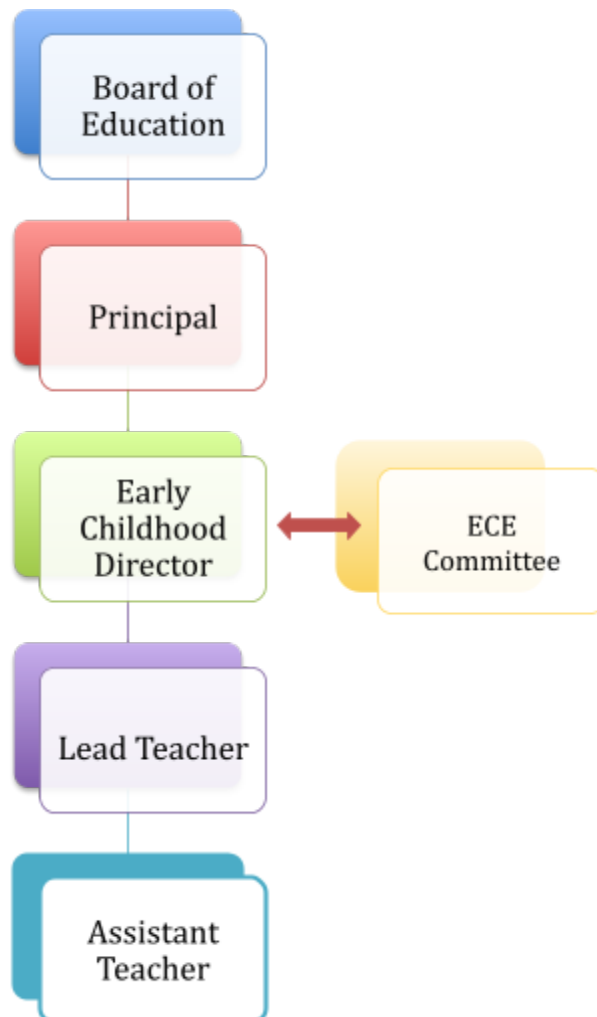 Board of
Education
Principal
Early
Childhood
Director
ECE
Committee
Lead Teacher
Assistant
Teacher